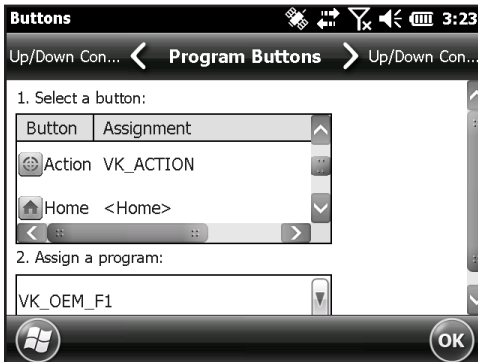 Buttons 3:23
Up/Down Con... Program Buttons Up/Down Con...
1. Select a button:
Button Assignment
Action VK_ACTION
Home <Home>
2. Assign a program:
VK_OEM_F1
OK